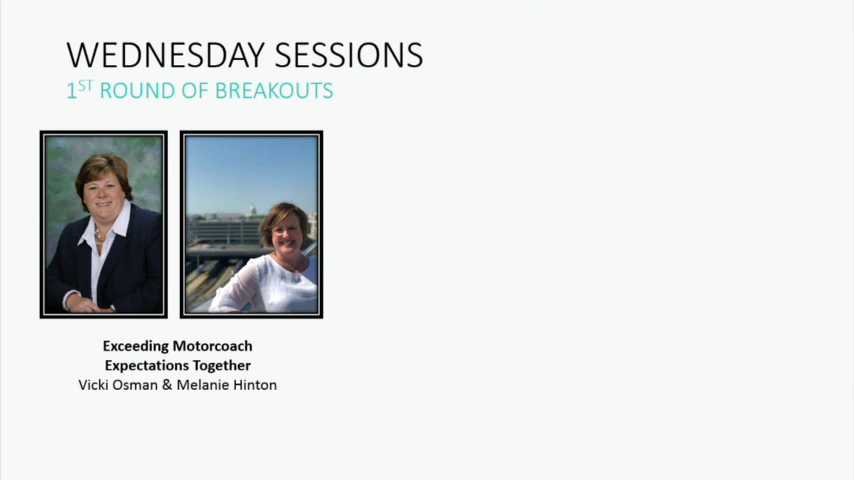 WEDNESDAY SESSIONS
1ST ROUND OF BREAKOUTS
Exceeding Motorcoach
Expectations Together
Vicki Osman & Melanie Hinton